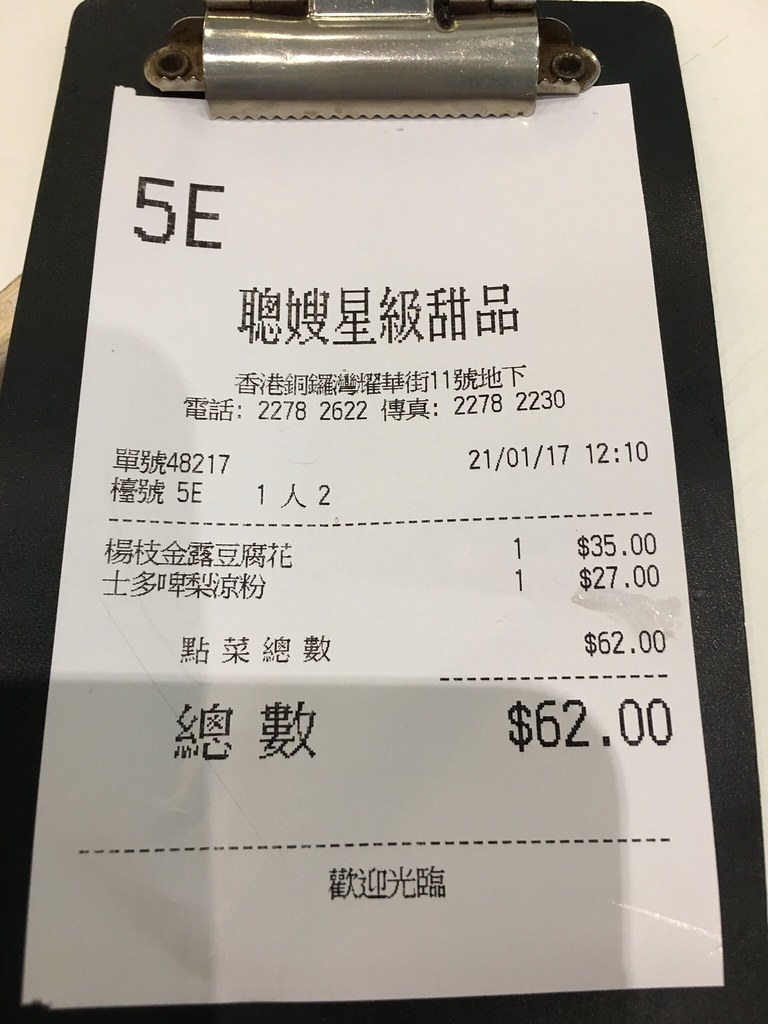 5E
聰嫂星級甜品
香港銅鑼灣耀華街11號地下
電話: 2278 2622 傳真: 2278 2230
單號48217 21/01/17 12:10
檯號 5E 1 人 2
楊枝金露豆腐花 1 $35.00
士多啤梨涼粉 1 $27.00
點菜總數 $62.00
總數 $62.00
歡迎光臨